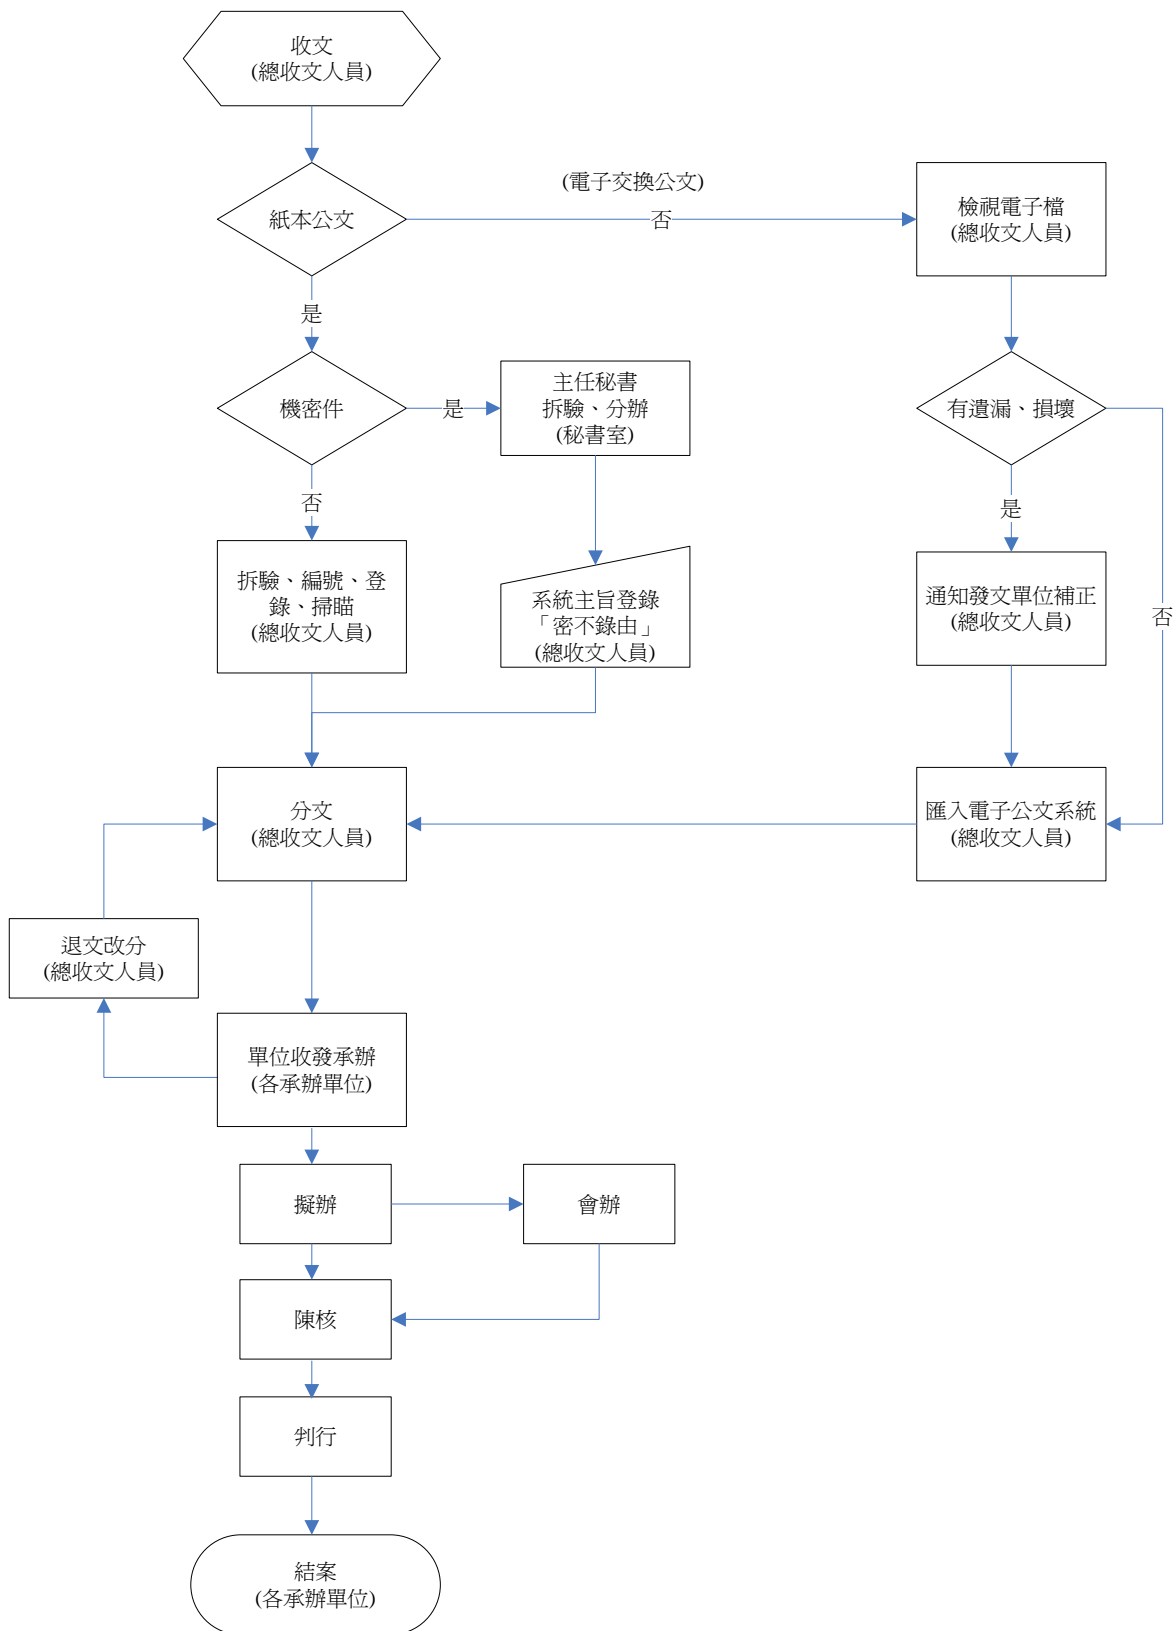 收文
(總收文人員)
紙本公文
(電子交換公文)
否
檢視電子檔
(總收文人員)
是
機密件
是
主任秘書
拆驗、分辦
(秘書室)
有遺漏、損壞
否
是
拆驗、編號、登
錄、掃瞄
(總收文人員)
系統主旨登錄
「密不錄由」
(總收文人員)
通知發文單位補正
(總收文人員)
否
分文
(總收文人員)
匯入電子公文系統
(總收文人員)
退文改分
(總收文人員)
單位收發承辦
(各承辦單位)
擬辦
會辦
陳核
判行
結案
(各承辦單位)